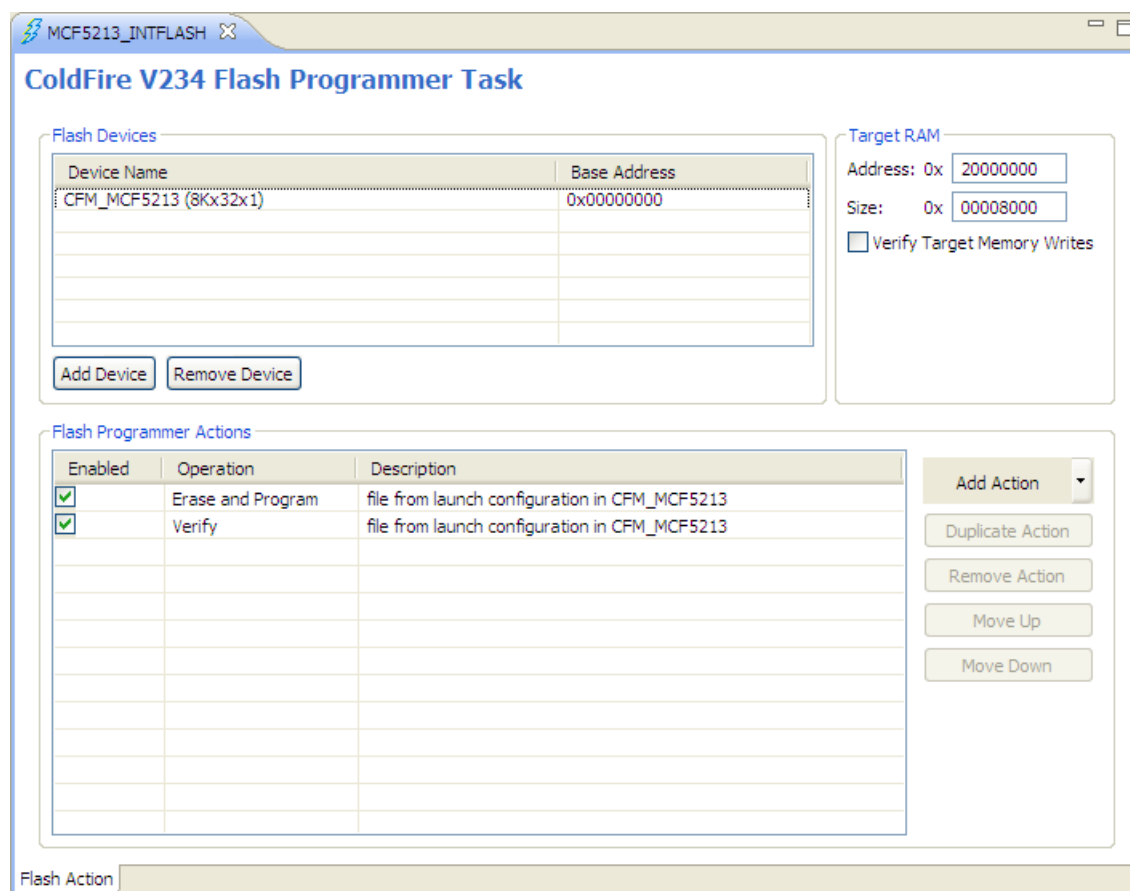 MCF5213_INTFLASH
ColdFire V234 Flash Programmer Task
Flash Devices
Device Name Base Address
CFM_MCF5213 (8Kx32x1) 0x00000000
Add Device Remove Device
Target RAM
Address: 0x 20000000
Size: 0x 00008000
Verify Target Memory Writes
Flash Programmer Actions
Enabled Operation Description
Erase and Program file from launch configuration in CFM_MCF5213
Verify file from launch configuration in CFM_MCF5213
Add Action
Duplicate Action
Remove Action
Move Up
Move Down
Flash Action